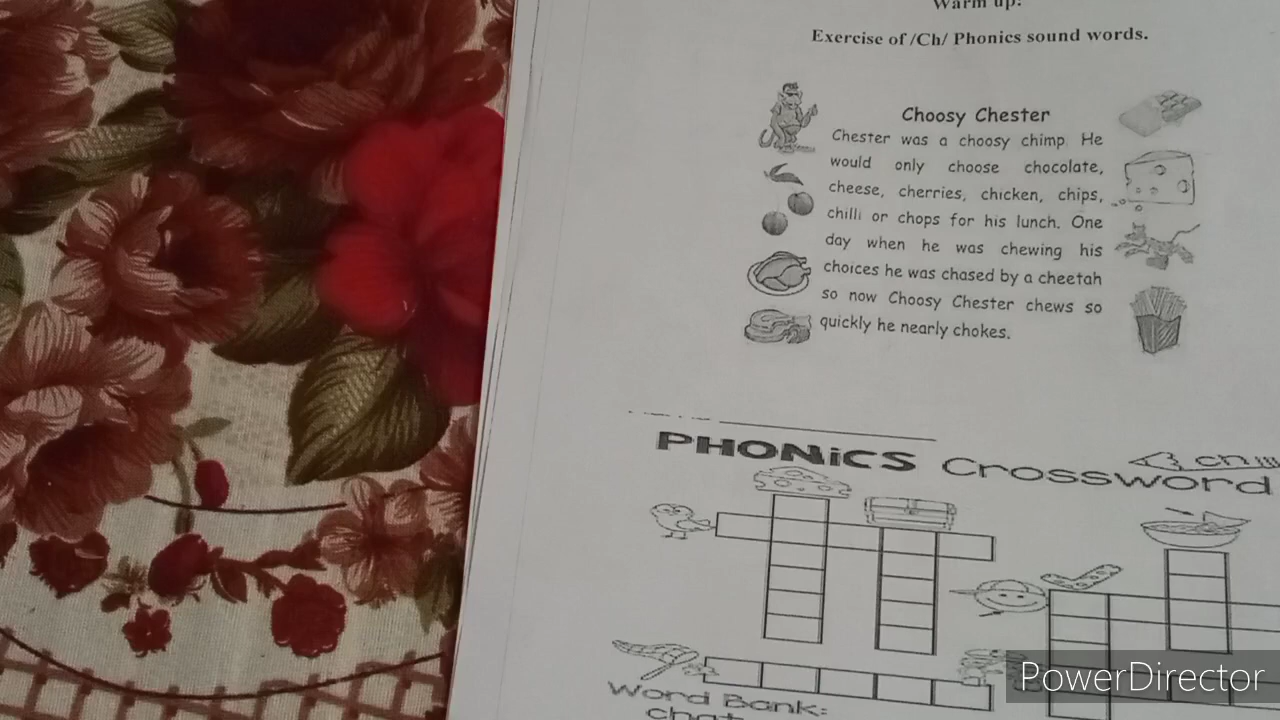 Warm up:
Exercise of /Ch/ Phonics sound words.
Choosy Chester
Chester was a choosy chimp. He
would only choose chocolate,
cheese, cherries, chicken, chips,
chilli or chops for his lunch. One
day when he was chewing his
choices he was chased by a cheetah
so now Choosy Chester chews so
quickly he nearly chokes.
PHONiCS Crossword
Word Bank:
PowerDirector